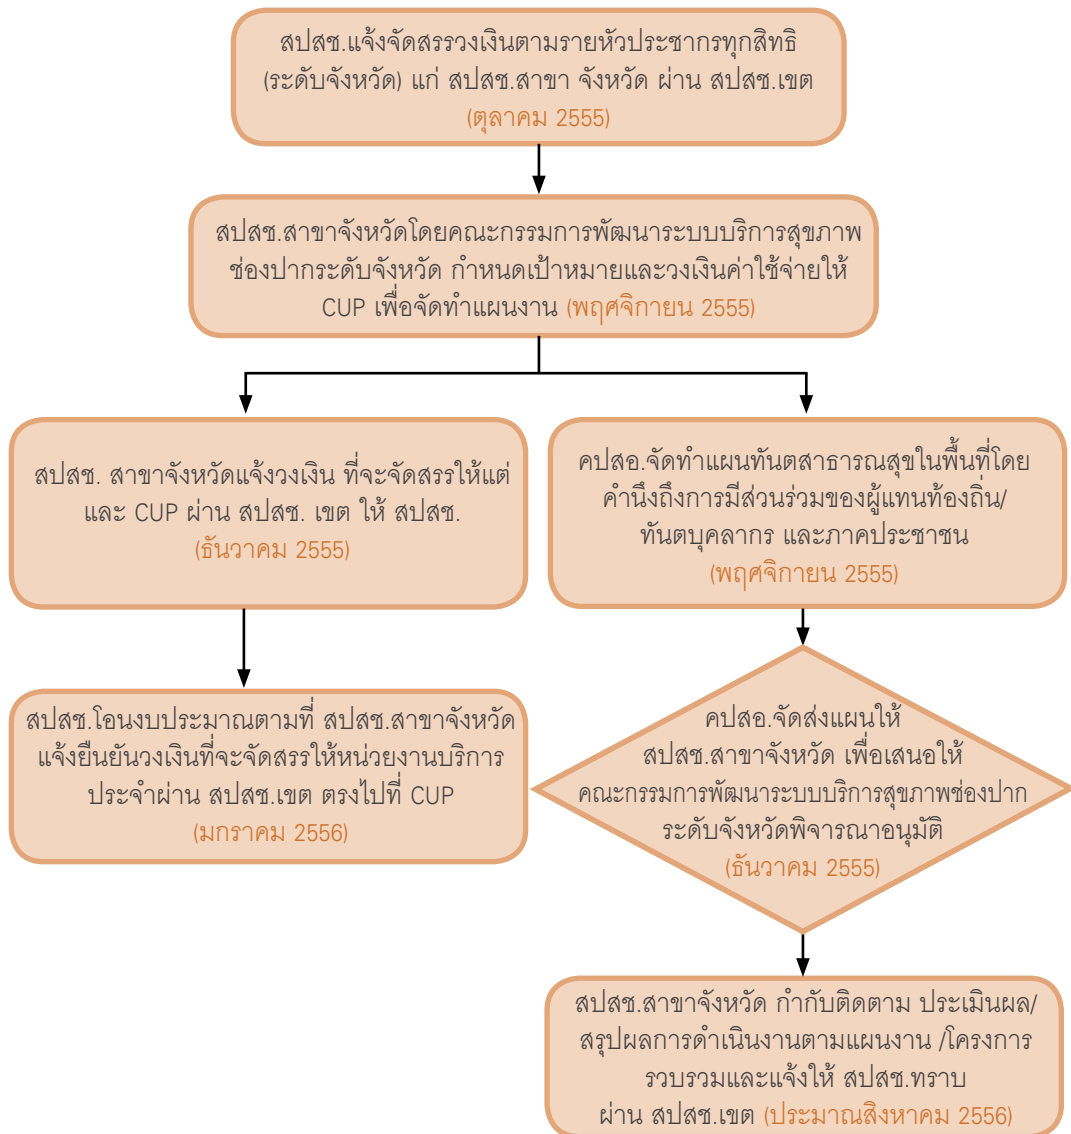 สปสช.แจ้งจัดสรรวงเงินตามรายหัวประชากรทุกสิทธิ
(ระดับจังหวัด) แก่ สปสช.สาขา จังหวัด ผ่าน สปสช.เขต
(ตุลาคม 2555)
สปสช.สาขาจังหวัดโดยคณะกรรมการพัฒนาระบบบริการสุขภาพ
ช่องปากระดับจังหวัด กำหนดเป้าหมายและวงเงินค่าใช้จ่ายให้
CUP เพื่อจัดทำแผนงาน (พฤศจิกายน 2555)
สปสช. สาขาจังหวัดแจ้งวงเงิน ที่จะจัดสรรให้แต่
และ CUP ผ่าน สปสช. เขต ให้ สปสช.
(ธันวาคม 2555)
คปสอ.จัดทำแผนทันตสาธารณสุขในพื้นที่โดย
คำนึงถึงการมีส่วนร่วมของผู้แทนท้องถิ่น/
ทันตบุคลากร และภาคประชาชน
(พฤศจิกายน 2555)
สปสช.โอนงบประมาณตามที่ สปสช.สาขาจังหวัด
แจ้งยืนยันวงเงินที่จะจัดสรรให้หน่วยงานบริการ
ประจำผ่าน สปสช.เขต ตรงไปที่ CUP
(มกราคม 2556)
คปสอ.จัดส่งแผนให้
สปสช.สาขาจังหวัด เพื่อเสนอให้
คณะกรรมการพัฒนาระบบบริการสุขภาพช่องปาก
ระดับจังหวัดพิจารณาอนุมัติ
(ธันวาคม 2555)
สปสช.สาขาจังหวัด กำกับติดตาม ประเมินผล/
สรุปผลการดำเนินงานตามแผนงาน /โครงการ
รวบรวมและแจ้งให้ สปสช.ทราบ
ผ่าน สปสช.เขต (ประมาณสิงหาคม 2556)